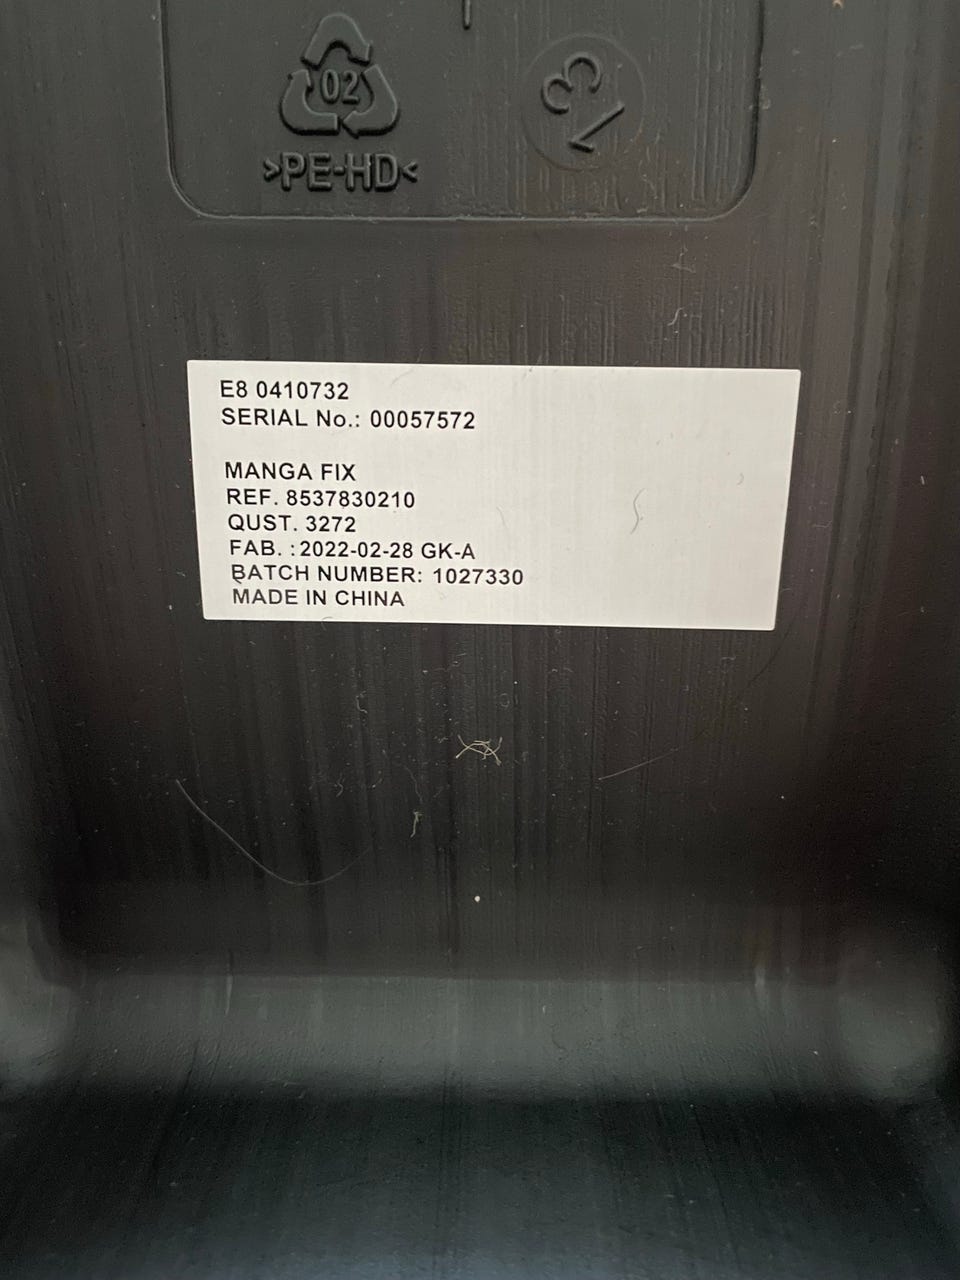 02
>PE-HD<
V3
E8 0410732
SERIAL No.: 00057572
MANGA FIX
REF. 8537830210
QUST. 3272
FAB. : 2022-02-28 GK-A
BATCH NUMBER: 1027330
MADE IN CHINA